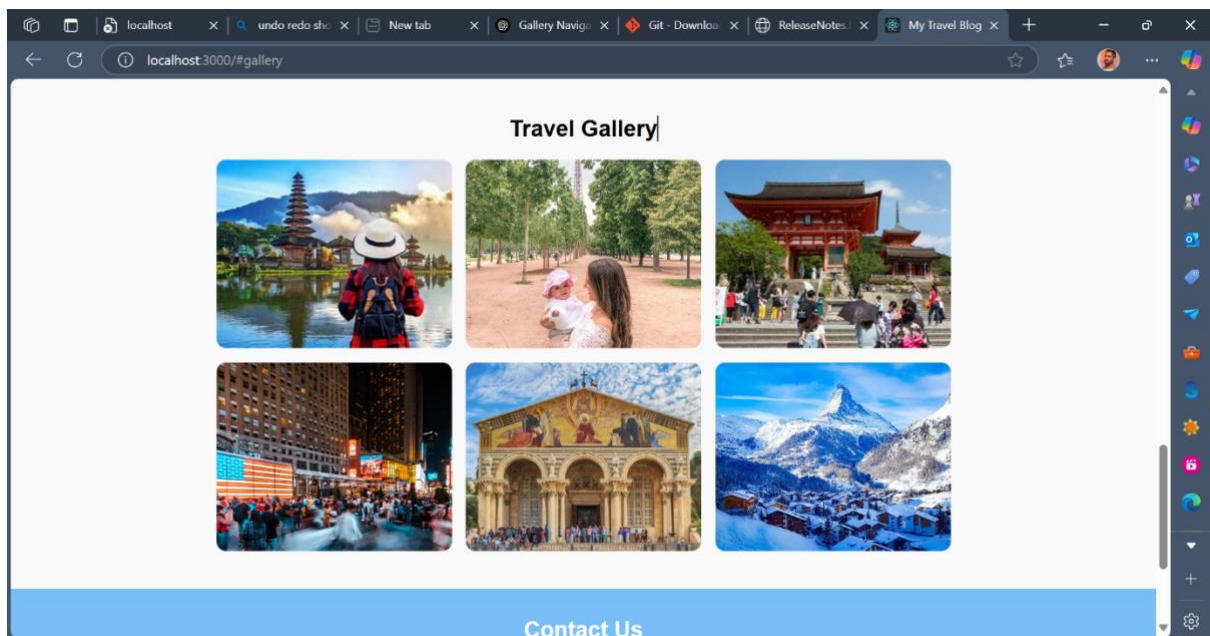 localhost
undo redo sho
New tab
Gallery Naviga
Git - Downloa
ReleaseNotes.
My Travel Blog
localhost:3000/#gallery
Travel Gallery
Contact Us